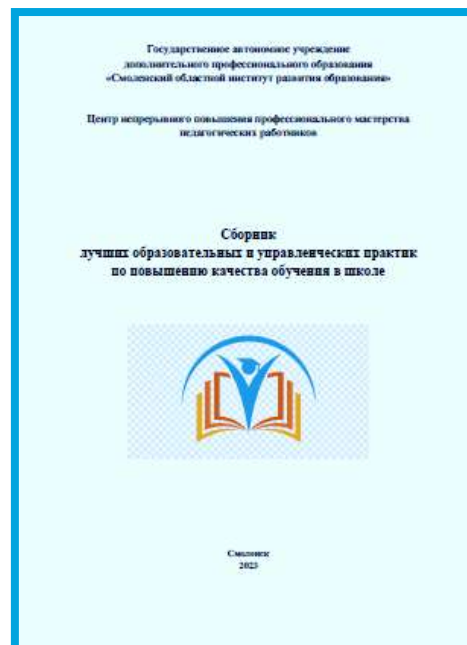 Государственное автономное учреждение
дополнительного профессионального образования
«Смоленский областной институт развития образования»
Центр непрерывного повышения профессионального мастерства
педагогических работников
Сборник
лучших образовательных и управленческих практик
по повышению качества обучения в школе
Смоленск
2023